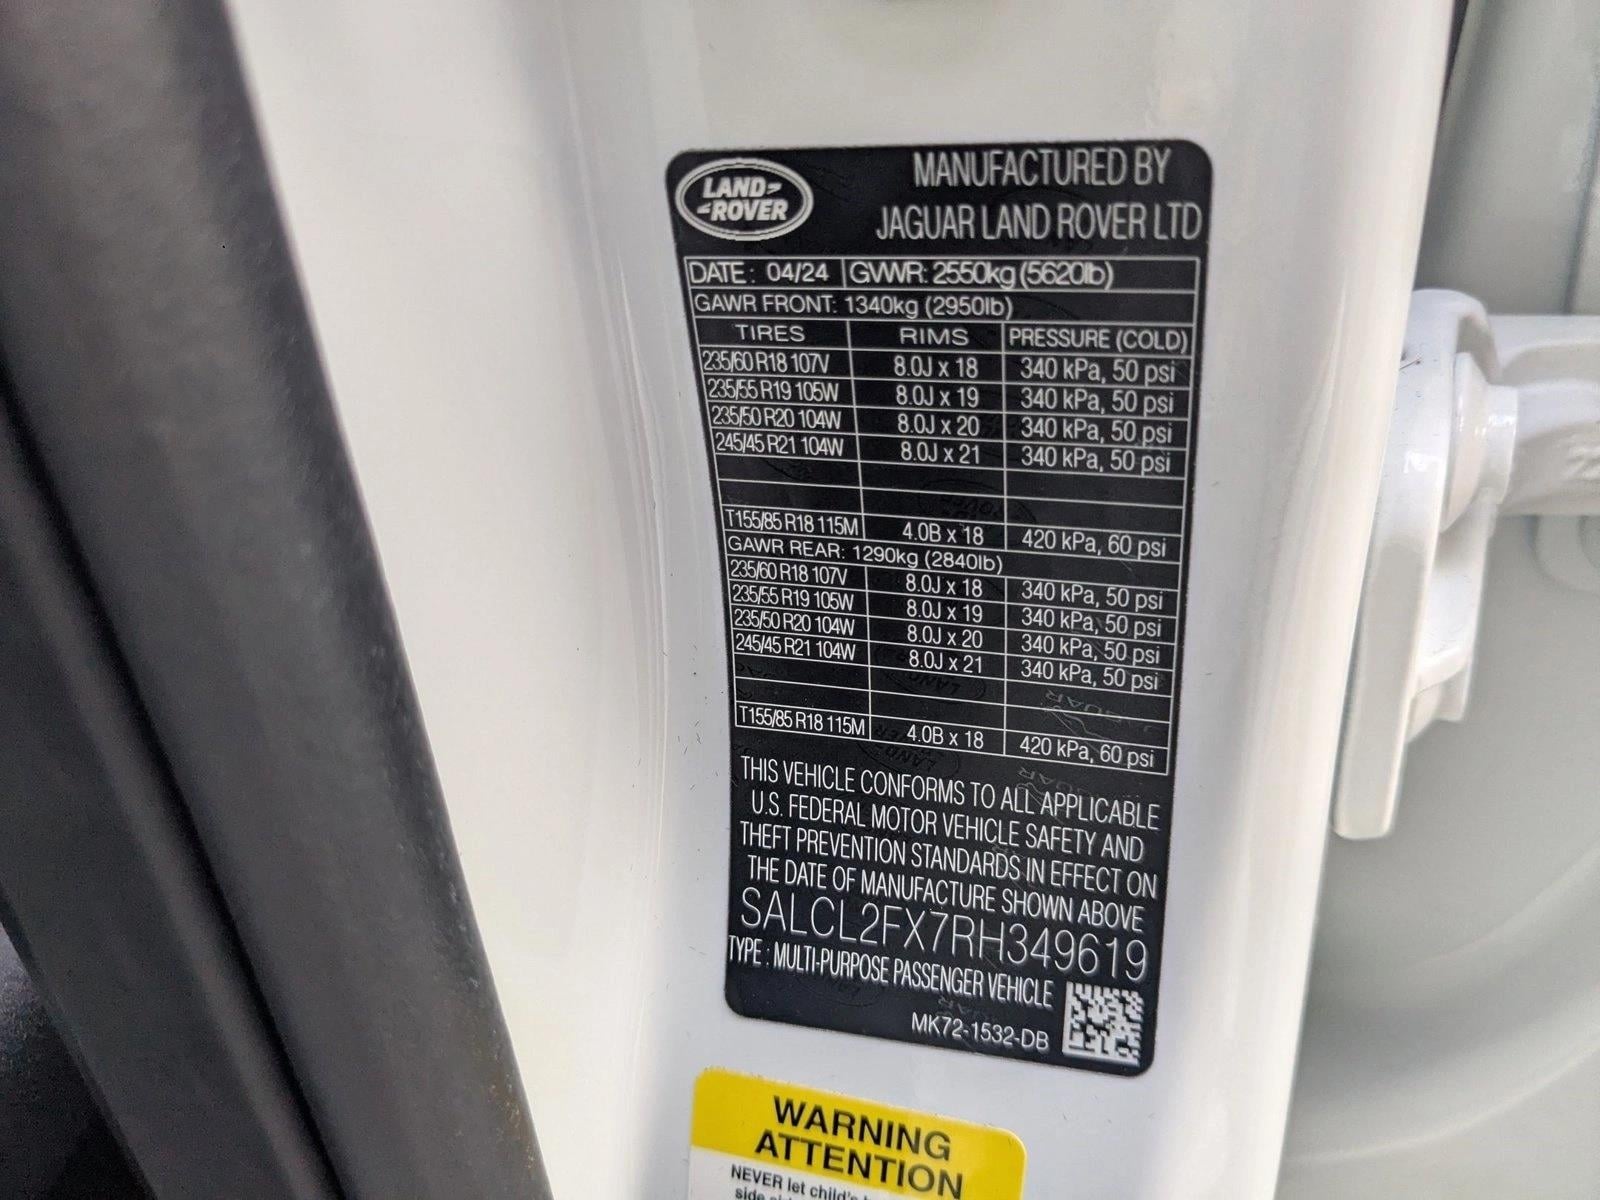 LAND-
-ROVER
MANUFACTURED BY
JAGUAR LAND ROVER LTD
DATE: 04/24 GVWR: 2550kg (5620lb)
GAWR FRONT: 1340kg (2950lb)
TIRES RIMS PRESSURE (COLD)
235/60 R18 107V 8.0J x 18 340 kPa, 50 psi
235/55 R19 105W 8.0J x 19 340 kPa, 50 psi
235/50 R20 104W 8.0J x 20 340 kPa, 50 psi
245/45 R21 104W 8.0J x 21 340 kPa, 50 psi
T155/85 R18 115M 4.0B x 18 420 kPa, 60 psi
GAWR REAR: 1290kg (2840lb)
235/60 R18 107V 8.0J x 18 340 kPa, 50 psi
235/55 R19 105W 8.0J x 19 340 kPa, 50 psi
235/50 R20 104W 8.0J x 20 340 kPa, 50 psi
245/45 R21 104W 8.0J x 21 340 kPa, 50 psi
T155/85 R18 115M 4.0B x 18 420 kPa, 60 psi
THIS VEHICLE CONFORMS TO ALL APPLICABLE
U.S. FEDERAL MOTOR VEHICLE SAFETY AND
THEFT PREVENTION STANDARDS IN EFFECT ON
THE DATE OF MANUFACTURE SHOWN ABOVE
SALCL2FX7RH349619
TYPE : MULTI-PURPOSE PASSENGER VEHICLE
MK72-1532-DB
WARNING
ATTENTION
NEVER let child's
side